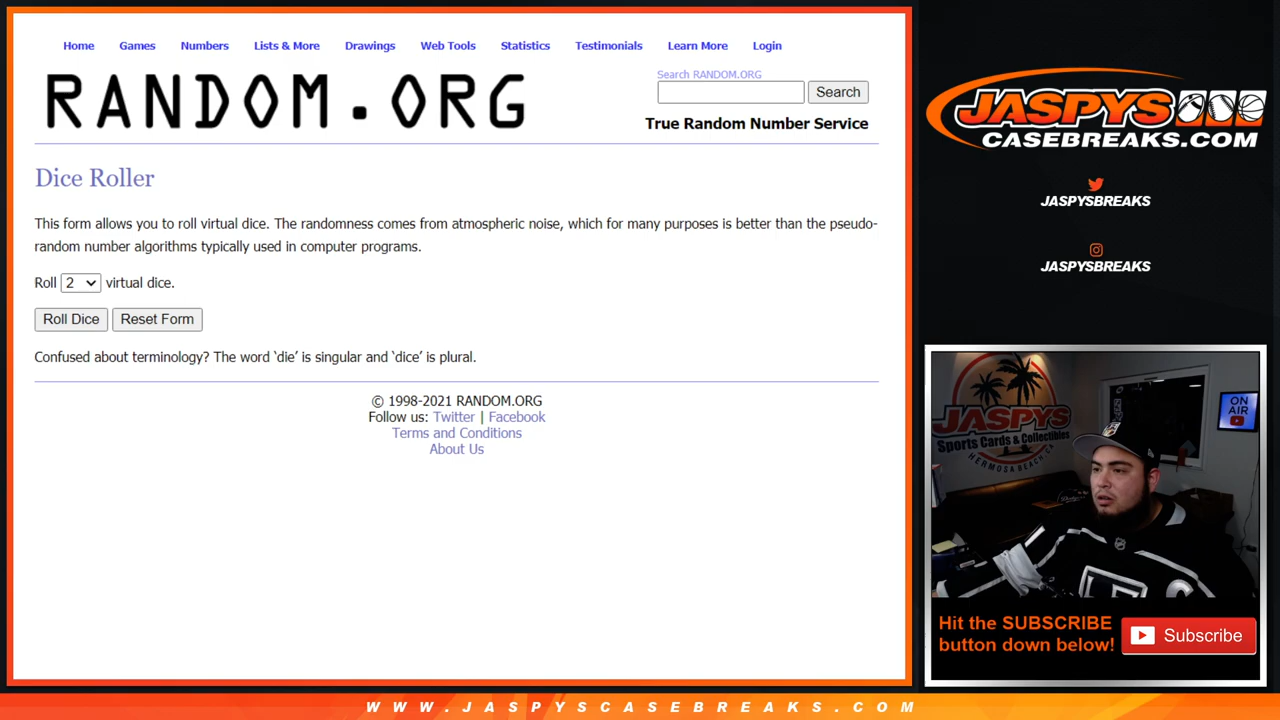 Home Games Numbers Lists & More Drawings Web Tools Statistics Testimonials Learn More Login
RANDOM.ORG
Search RANDOM.ORG
Search
True Random Number Service
Dice Roller
This form allows you to roll virtual dice. The randomness comes from atmospheric noise, which for many purposes is better than the pseudo-
random number algorithms typically used in computer programs.
Roll 2 virtual dice.
Roll Dice Reset Form
Confused about terminology? The word ‘die’ is singular and ‘dice’ is plural.
© 1998-2021 RANDOM.ORG
Follow us: Twitter | Facebook
Terms and Conditions
About Us
JASPYS
CASEBREAKS.COM
JASPYSBREAKS
JASPYSBREAKS
JASPYS
Sports Cards & Collectibles
HERMOSA BEACH, CA
ON
AIR
Hit the SUBSCRIBE
button down below!
Subscribe
WWW.JASPYSCASEBREAKS.COM